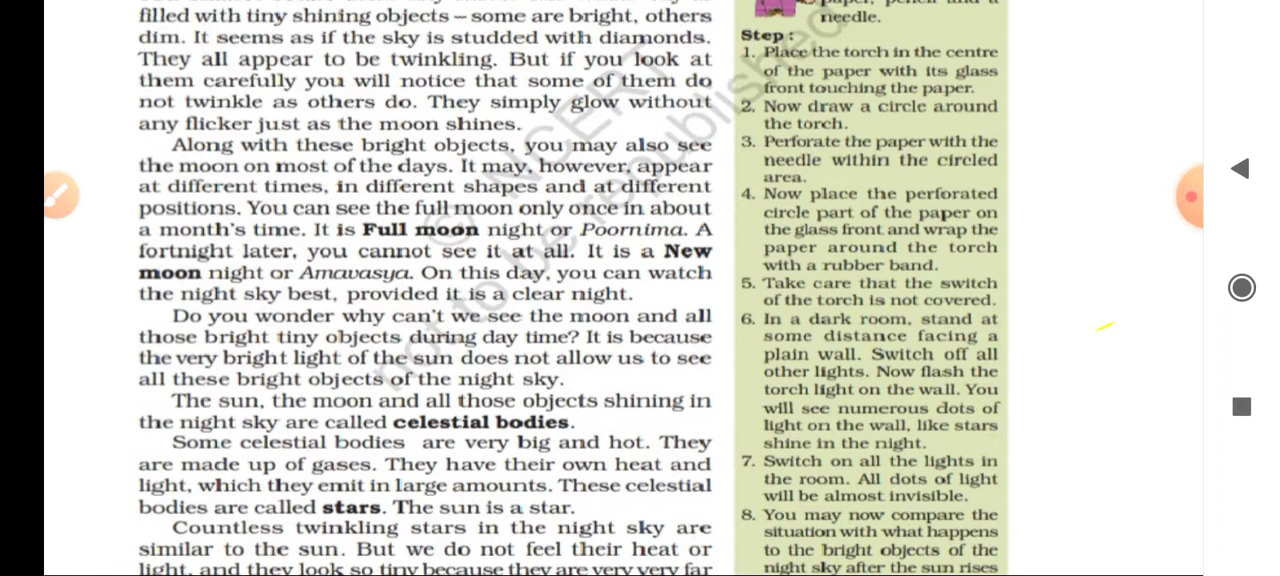 filled with tiny shining objects – some are bright, others
dim. It seems as if the sky is studded with diamonds.
They all appear to be twinkling. But if you look at
them carefully you will notice that some of them do
not twinkle as others do. They simply glow without
any flicker just as the moon shines.
Along with these bright objects, you may also see
the moon on most of the days. It may, however, appear
at different times, in different shapes and at different
positions. You can see the full moon only once in about
a month's time. It is Full moon night or Poornima. A
fortnight later, you cannot see it at all. It is a New
moon night or Amavasya. On this day, you can watch
the night sky best, provided it is a clear night.
Do you wonder why can't we see the moon and all
those bright tiny objects during day time? It is because
the very bright light of the sun does not allow us to see
all these bright objects of the night sky.
The sun, the moon and all those objects shining in
the night sky are called celestial bodies.
Some celestial bodies are very big and hot. They
are made up of gases. They have their own heat and
light, which they emit in large amounts. These celestial
bodies are called stars. The sun is a star.
Countless twinkling stars in the night sky are
similar to the sun. But we do not feel their heat or
light, and they look so tiny because they are very very far
needle.
Step :
1. Place the torch in the centre
of the paper with its glass
front touching the paper.
2. Now draw a circle around
the torch.
3. Perforate the paper with the
needle within the circled
area.
4. Now place the perforated
circle part of the paper on
the glass front and wrap the
paper around the torch
with a rubber band.
5. Take care that the switch
of the torch is not covered.
6. In a dark room, stand at
some distance facing a
plain wall. Switch off all
other lights. Now flash the
torch light on the wall. You
will see numerous dots of
light on the wall, like stars
shine in the night.
7. Switch on all the lights in
the room. All dots of light
will be almost invisible.
8. You may now compare the
situation with what happens
to the bright objects of the
night sky after the sun rises
© NCERT
not to be republished